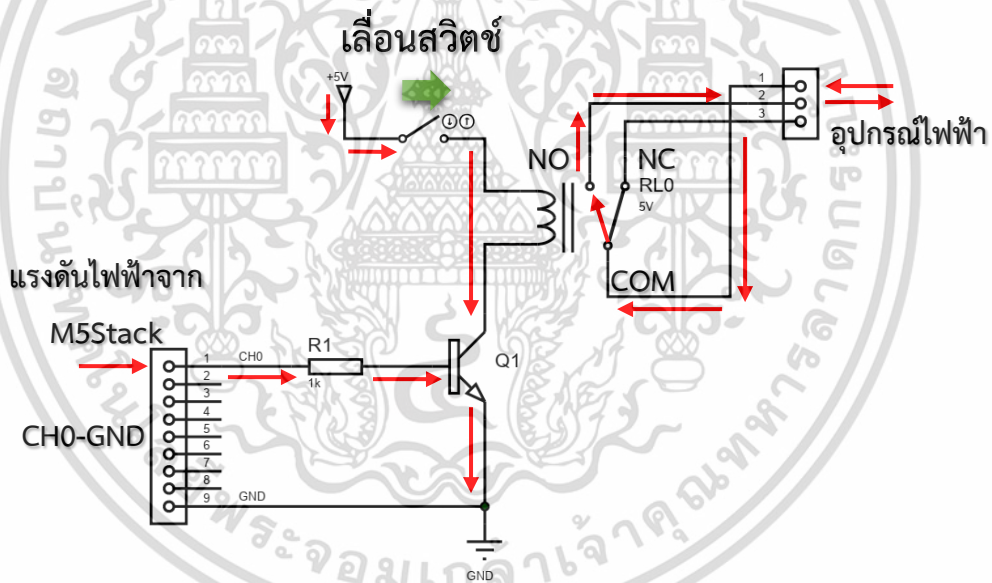 เลื่อนสวิตช์
+5V
1
2
3
อุปกรณ์ไฟฟ้า
NO
NC
RL0
5V
COM
แรงดันไฟฟ้าจาก
M5Stack
CH0-GND
1
2
3
4
5
6
7
8
9
CH0
R1
1k
Q1
GND
GND